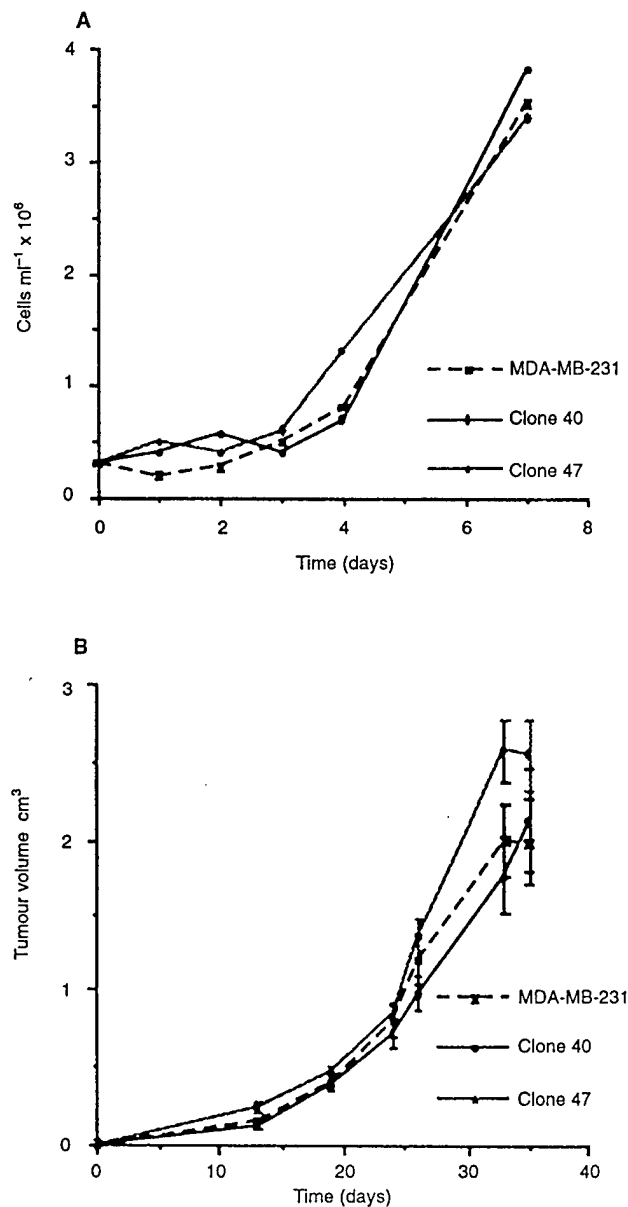 A
4
3
2
1
0
Cells ml⁻¹ x 10⁶
MDA-MB-231
Clone 40
Clone 47
0 2 4 6 8
Time (days)
B
3
2
1
0
Tumour volume cm³
MDA-MB-231
Clone 40
Clone 47
0 10 20 30 40
Time (days)